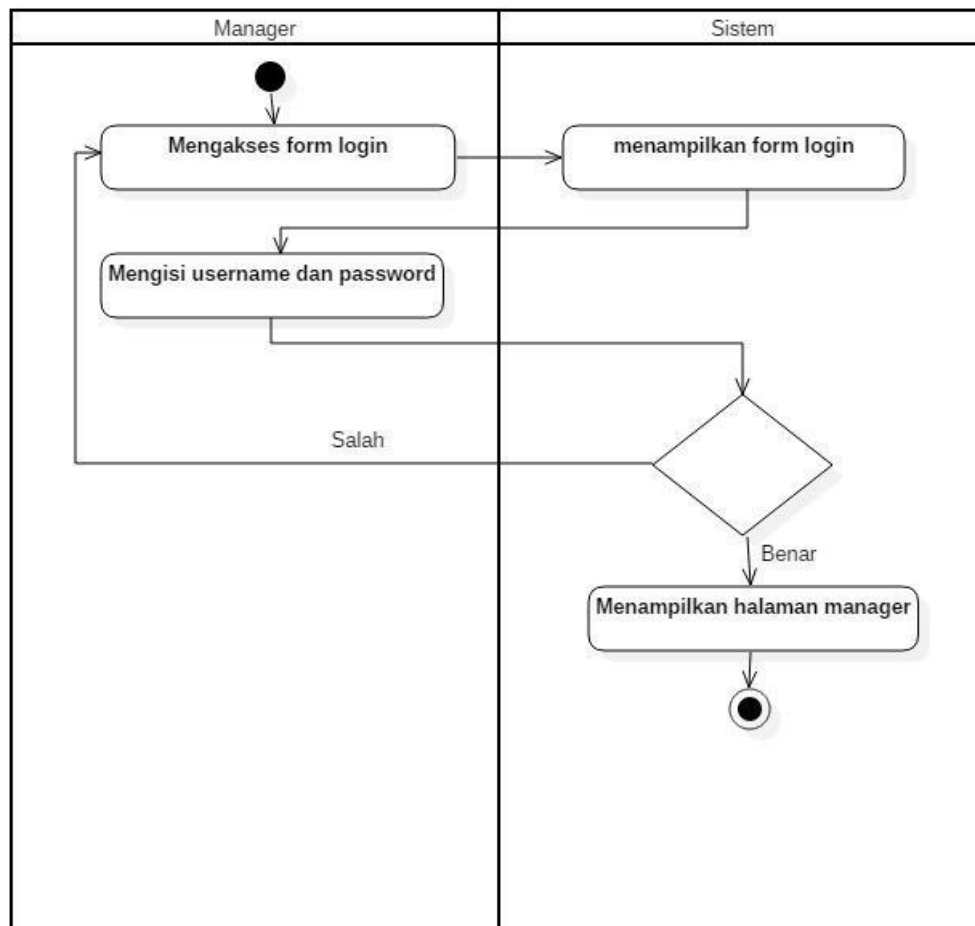 Manager
Sistem
Mengakses form login
menampilkan form login
Mengisi username dan password
Salah
Benar
Menampilkan halaman manager